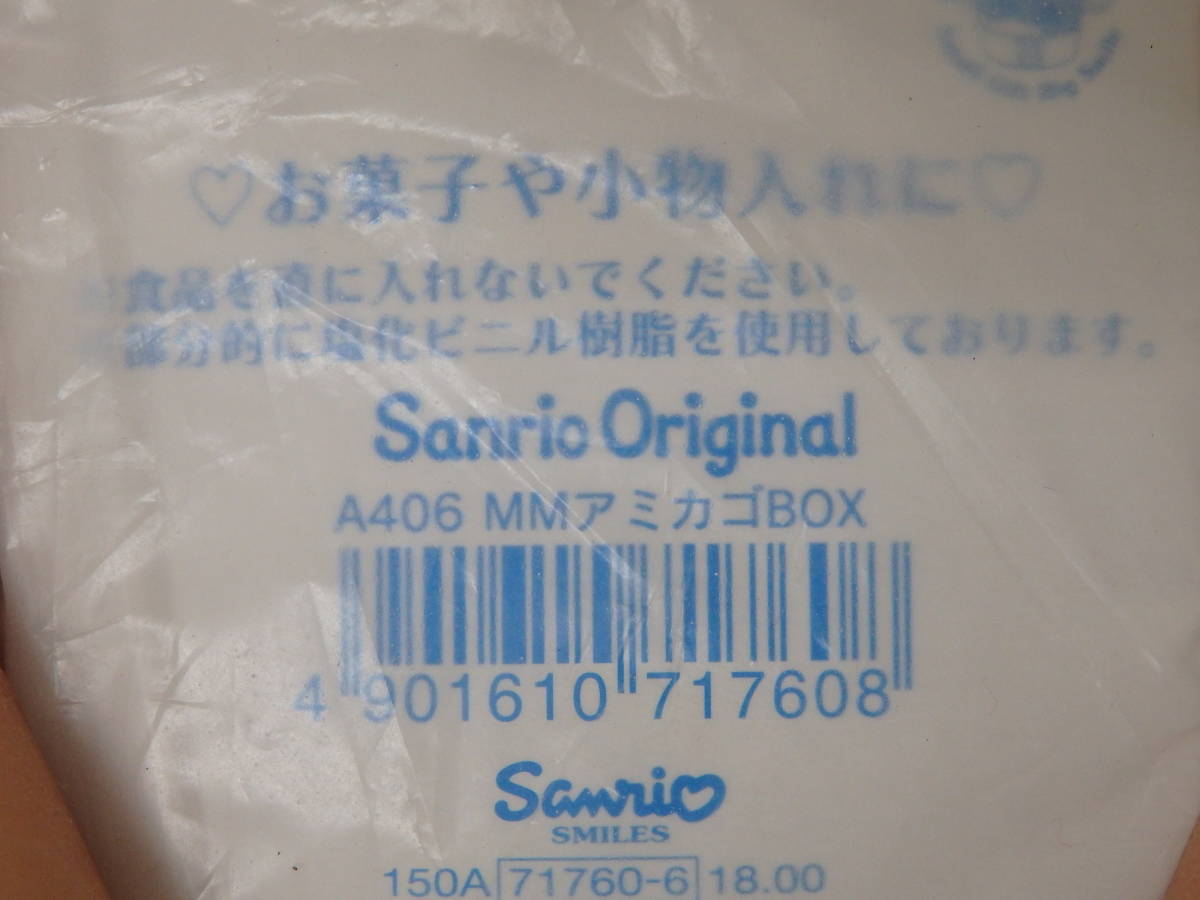 ♡お菓子や小物入れに♡
※食品を直に入れないでください。
※部分的に塩化ビニル樹脂を使用しております。
Sanrio Original
A406 MMアミカゴBOX
4 901610 717608
Sanrio
SMILES
150A 71760-6 18.00